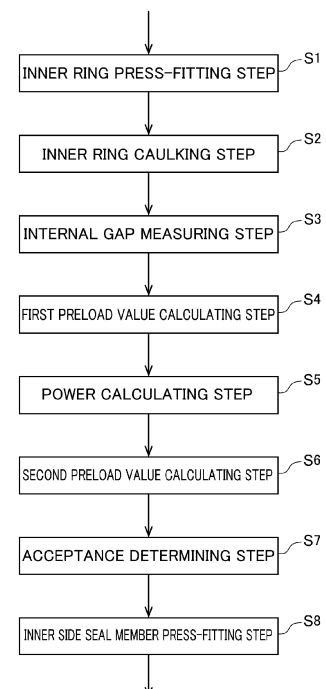 S1
INNER RING PRESS-FITTING STEP
S2
INNER RING CAULKING STEP
S3
INTERNAL GAP MEASURING STEP
S4
FIRST PRELOAD VALUE CALCULATING STEP
S5
POWER CALCULATING STEP
S6
SECOND PRELOAD VALUE CALCULATING STEP
S7
ACCEPTANCE DETERMINING STEP
S8
INNER SIDE SEAL MEMBER PRESS-FITTING STEP